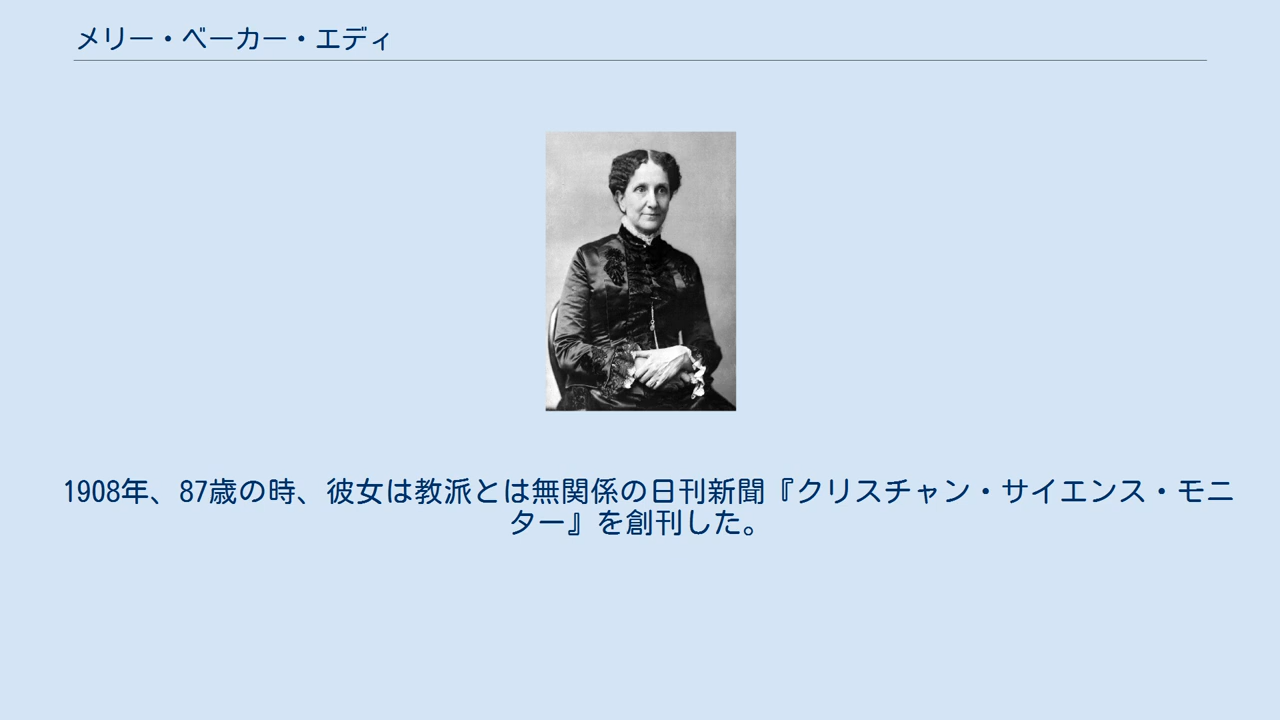 メリー・ベーカー・エディ
1908年、87歳の時、彼女は教派とは無関係の日刊新聞『クリスチャン・サイエンス・モニ
ター』を創刊した。